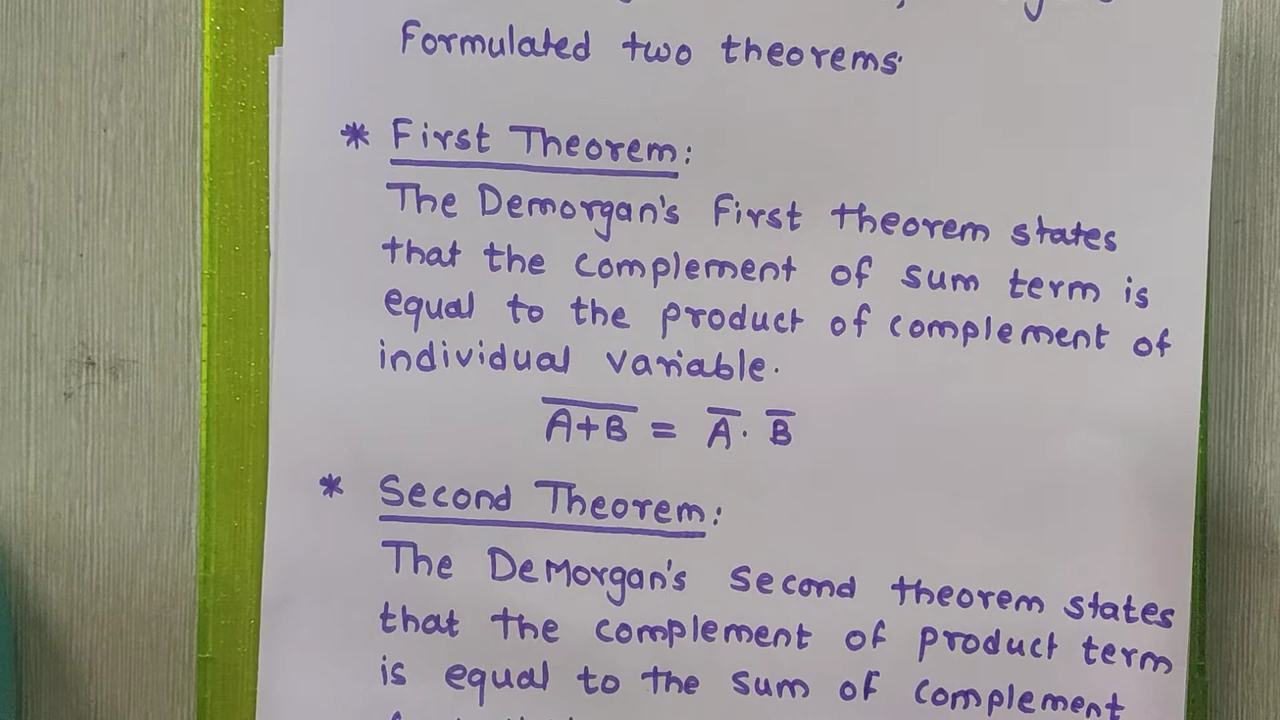 Formulated two theorems.
* First Theorem:
The Demorgan's First theorem states
that the complement of sum term is
equal to the product of complement of
individual variable.
A̅+̅B̅ = A̅ . B̅
* Second Theorem:
The DeMorgan's second theorem states
that the complement of product term
is equal to the sum of complement